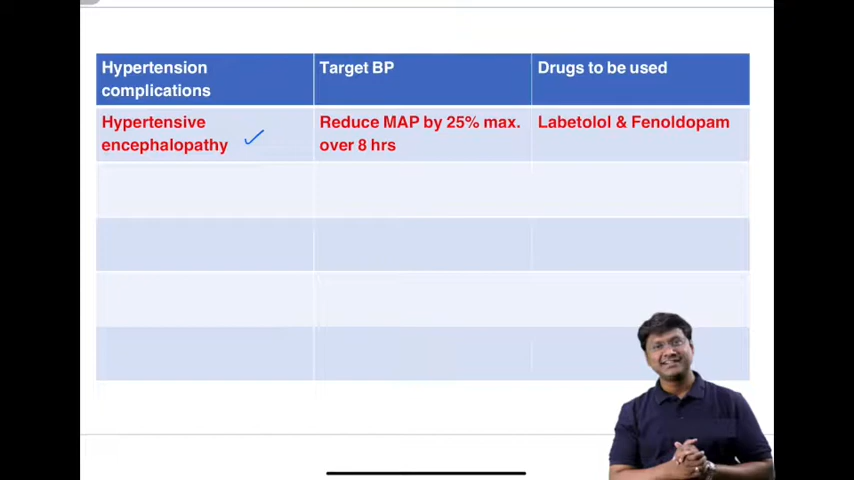 Hypertension
complications
Target BP
Drugs to be used
Hypertensive
encephalopathy
Reduce MAP by 25% max.
over 8 hrs
Labetolol & Fenoldopam